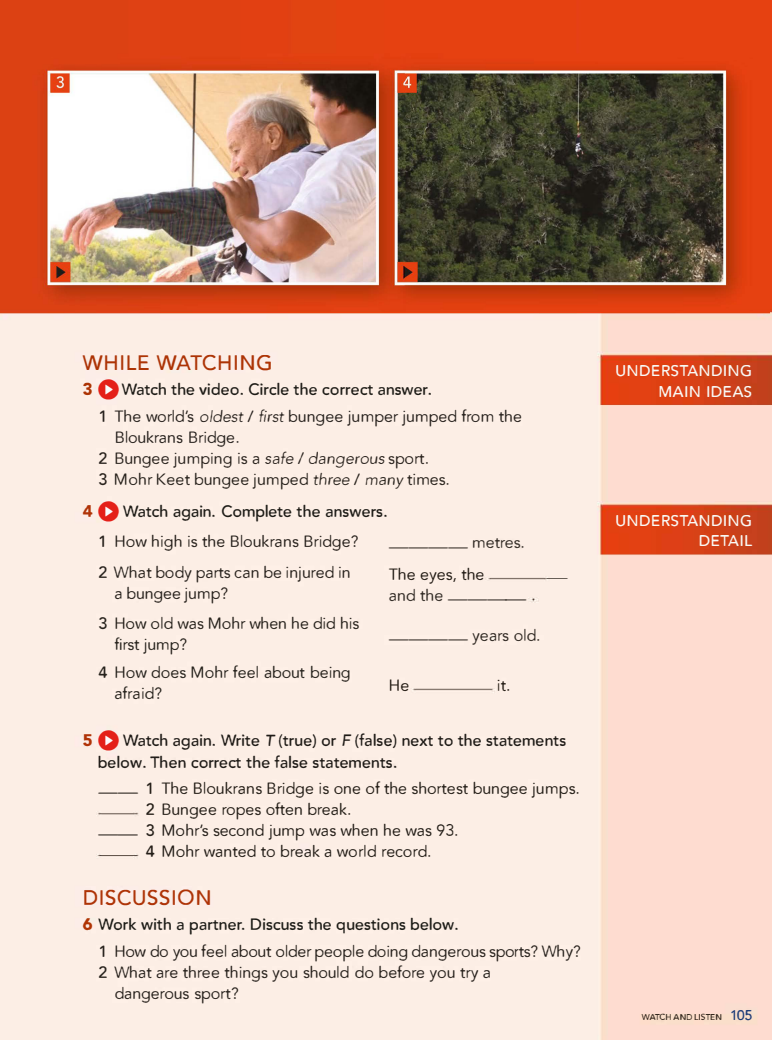 3
4
WHILE WATCHING
3 Watch the video. Circle the correct answer.
1 The world's oldest / first bungee jumper jumped from the
Bloukrans Bridge.
2 Bungee jumping is a safe / dangerous sport.
3 Mohr Keet bungee jumped three / many times.
UNDERSTANDING
MAIN IDEAS
4 Watch again. Complete the answers.
1 How high is the Bloukrans Bridge? ________ metres.
2 What body parts can be injured in
a bungee jump?
The eyes, the ________
and the ________ .
3 How old was Mohr when he did his
first jump?
________ years old.
4 How does Mohr feel about being
afraid?
He ________ it.
UNDERSTANDING
DETAIL
5 Watch again. Write T (true) or F (false) next to the statements
below. Then correct the false statements.
____ 1 The Bloukrans Bridge is one of the shortest bungee jumps.
____ 2 Bungee ropes often break.
____ 3 Mohr's second jump was when he was 93.
____ 4 Mohr wanted to break a world record.
DISCUSSION
6 Work with a partner. Discuss the questions below.
1 How do you feel about older people doing dangerous sports? Why?
2 What are three things you should do before you try a
dangerous sport?
WATCH AND LISTEN 105